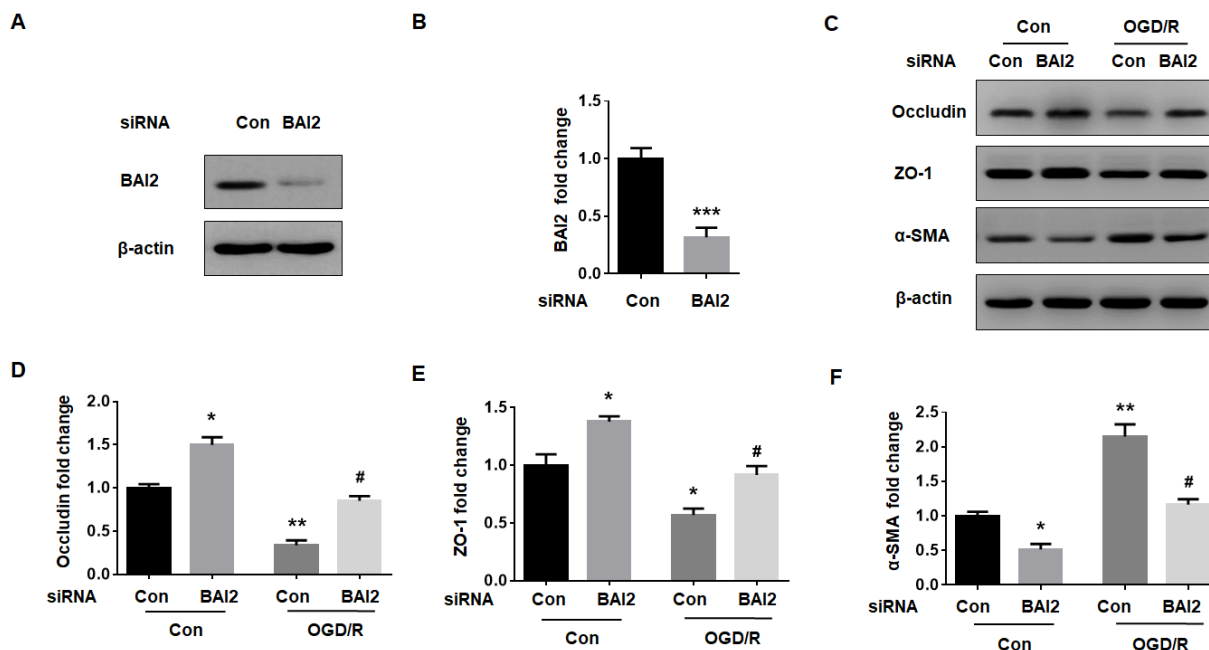 A
siRNA Con BAI2
BAI2
β-actin
B
BAI2 fold change
1.5
1.0
0.5
0.0
***
siRNA Con BAI2
C
Con OGD/R
siRNA Con BAI2 Con BAI2
Occludin
ZO-1
α-SMA
β-actin
D
Occludin fold change
2.0
1.5
1.0
0.5
0.0
*
**
#
siRNA Con BAI2 Con BAI2
Con OGD/R
E
ZO-1 fold change
1.5
1.0
0.5
0.0
*
*
#
siRNA Con BAI2 Con BAI2
Con OGD/R
F
α-SMA fold change
2.5
2.0
1.5
1.0
0.5
0.0
*
**
#
siRNA Con BAI2 Con BAI2
Con OGD/R